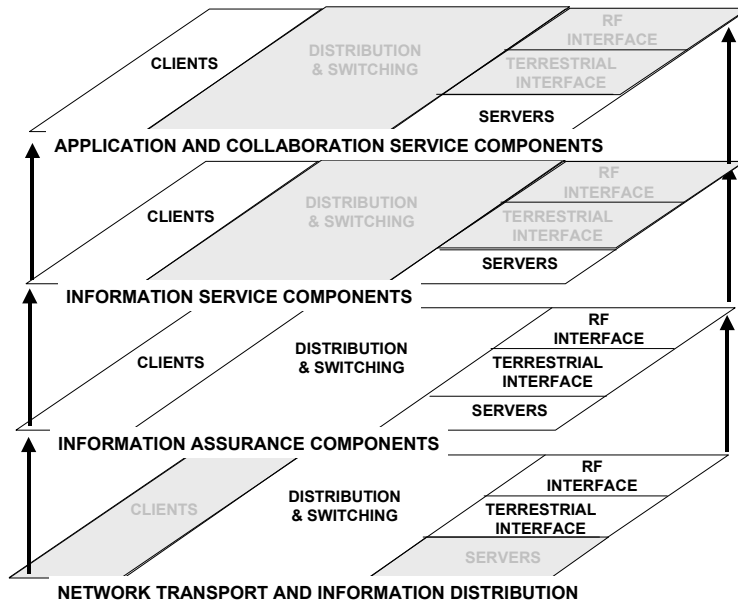 RF
INTERFACE
DISTRIBUTION
& SWITCHING
CLIENTS
TERRESTRIAL
INTERFACE
SERVERS
APPLICATION AND COLLABORATION SERVICE COMPONENTS
RF
INTERFACE
DISTRIBUTION
& SWITCHING
CLIENTS
TERRESTRIAL
INTERFACE
SERVERS
INFORMATION SERVICE COMPONENTS
RF
INTERFACE
DISTRIBUTION
& SWITCHING
CLIENTS
TERRESTRIAL
INTERFACE
SERVERS
INFORMATION ASSURANCE COMPONENTS
RF
INTERFACE
DISTRIBUTION
& SWITCHING
CLIENTS
TERRESTRIAL
INTERFACE
SERVERS
NETWORK TRANSPORT AND INFORMATION DISTRIBUTION